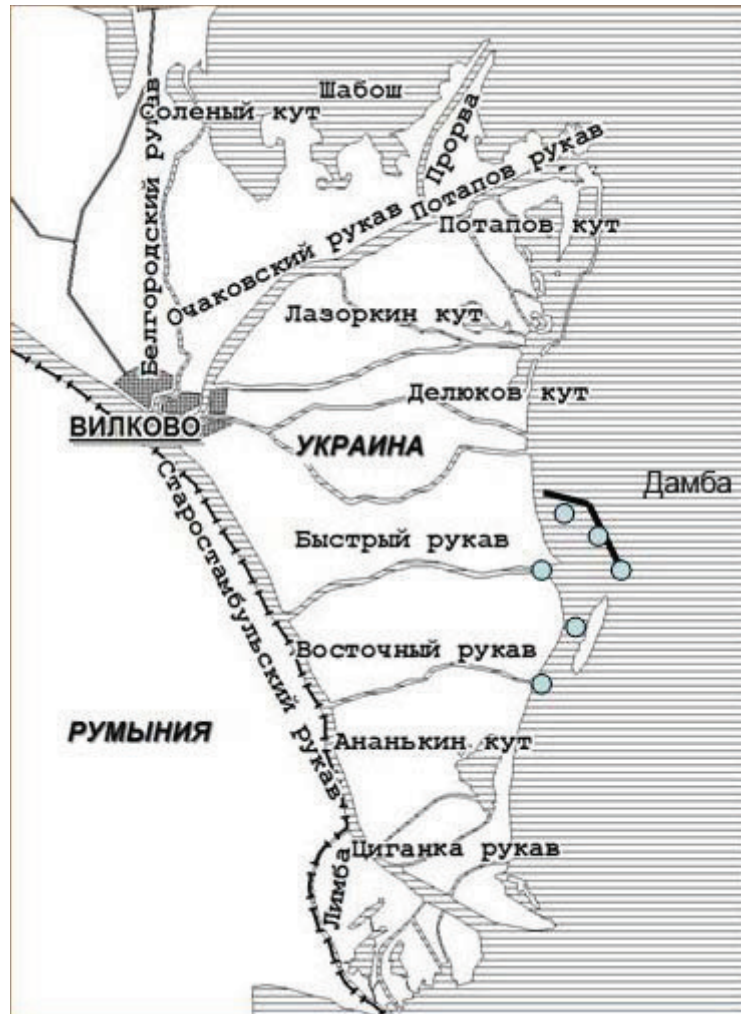 Шабош
Соленый кут
Белгородский рукав
Прорва
Потапов рукав
Потапов кут
Очаковский рукав
Лазоркин кут
Делюков кут
ВИЛКОВО
УКРАИНА
Дамба
Старостамбульский рукав
Быстрый рукав
Восточный рукав
РУМЫНИЯ
Ананькин кут
Циганка рукав
Лимба